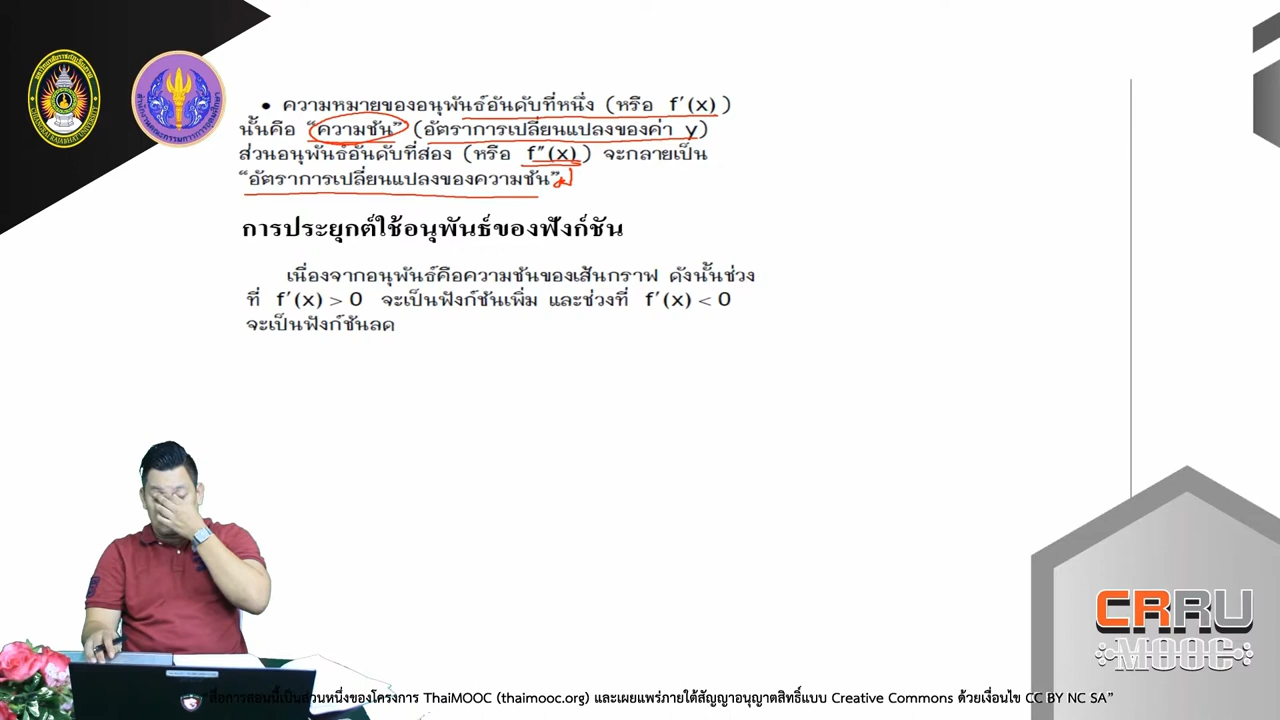 • ความหมายของอนุพันธ์อันดับที่หนึ่ง (หรือ f′(x))
นั้นคือ “ความชัน” (อัตราการเปลี่ยนแปลงของค่า y)
ส่วนอนุพันธ์อันดับที่สอง (หรือ f″(x)) จะกลายเป็น
“อัตราการเปลี่ยนแปลงของความชัน”
การประยุกต์ใช้อนุพันธ์ของฟังก์ชัน
เนื่องจากอนุพันธ์คือความชันของเส้นกราฟ ดังนั้นช่วง
ที่ f′(x) > 0 จะเป็นฟังก์ชันเพิ่ม และช่วงที่ f′(x) < 0
จะเป็นฟังก์ชันลด
CRRU
MOOC
“สื่อการสอนนี้เป็นส่วนหนึ่งของโครงการ ThaiMOOC (thaimooc.org) และเผยแพร่ภายใต้สัญญาอนุญาตสิทธิ์แบบ Creative Commons ด้วยเงื่อนไข CC BY NC SA”